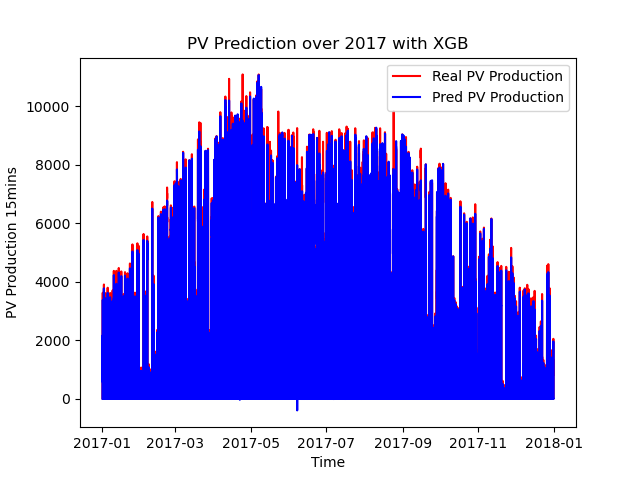 PV Prediction over 2017 with XGB
Real PV Production
Pred PV Production
PV Production 15mins
10000
8000
6000
4000
2000
0
2017-01 2017-03 2017-05 2017-07 2017-09 2017-11 2018-01
Time